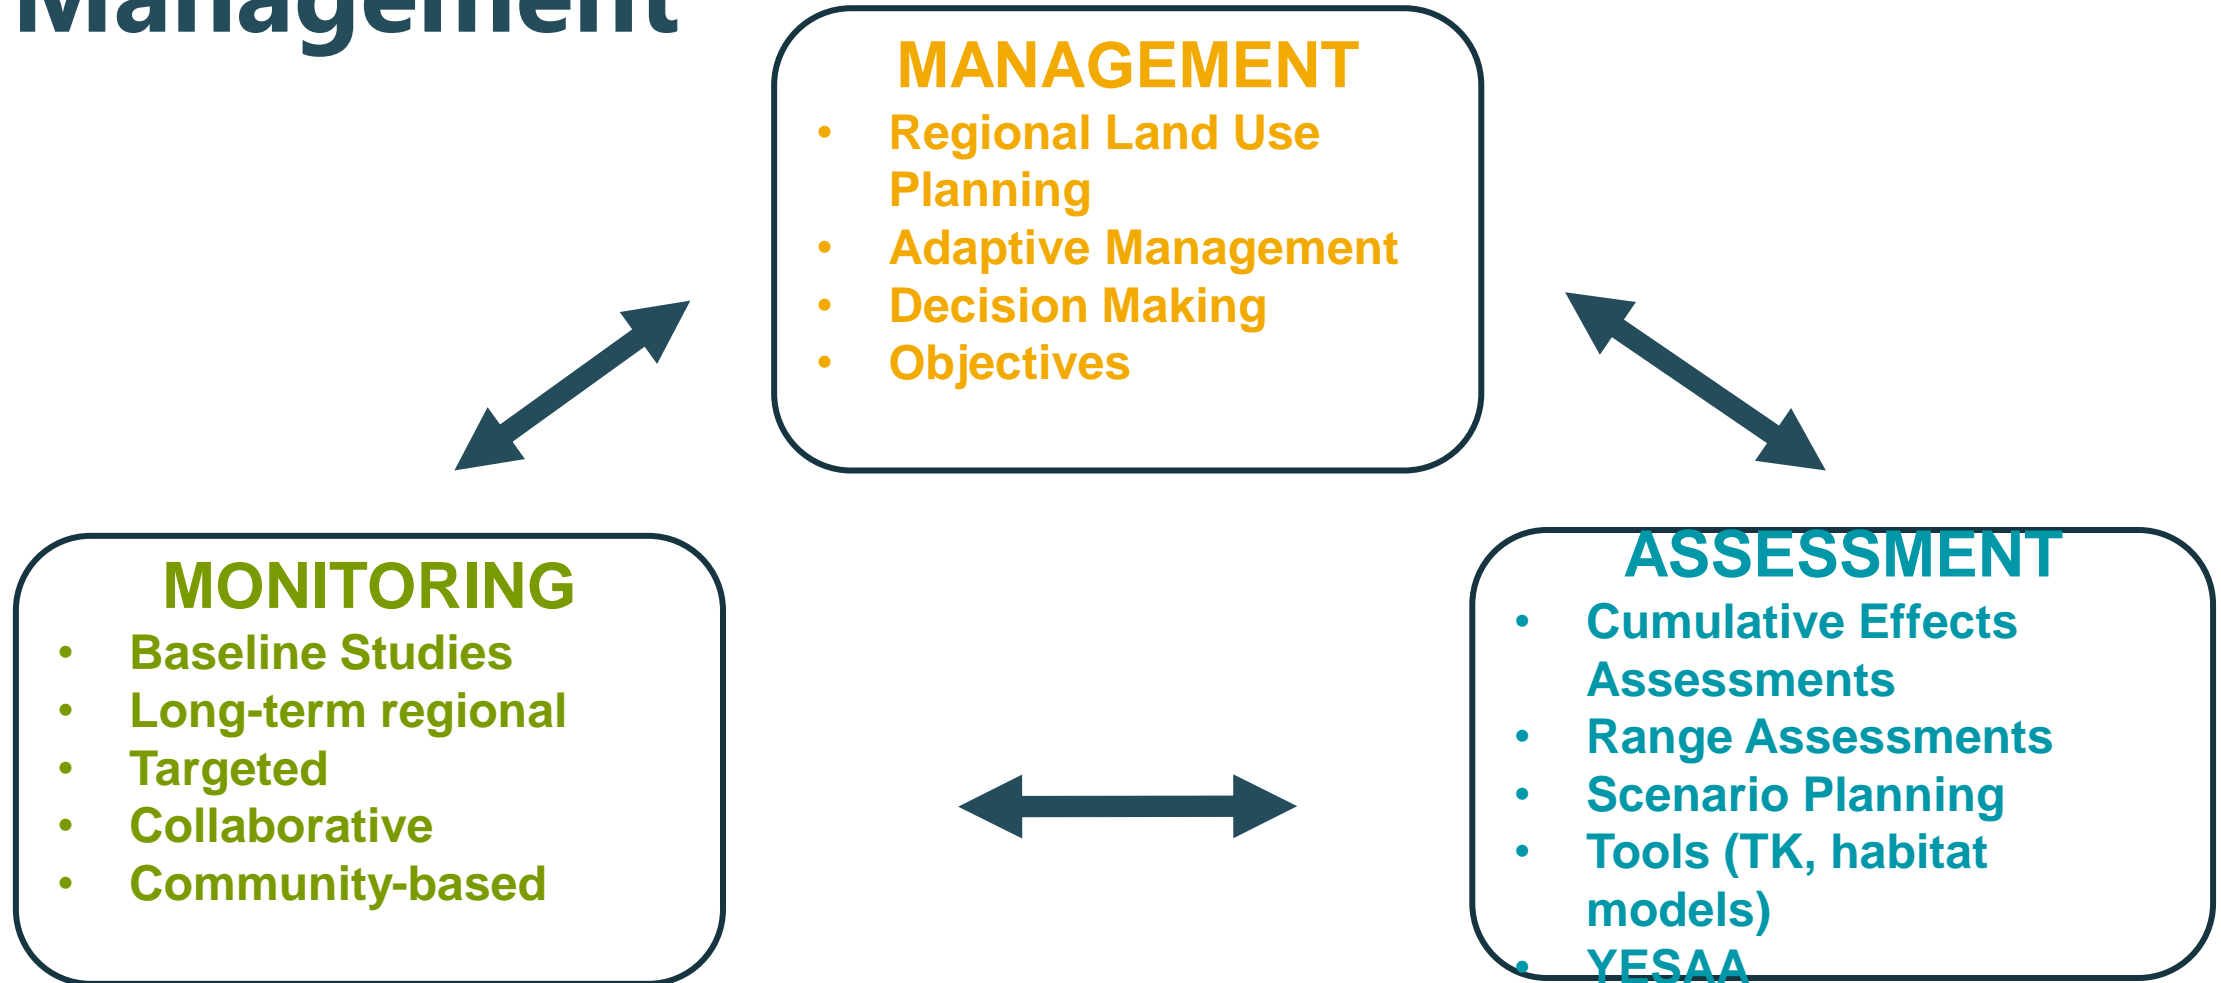 Management
MANAGEMENT
• Regional Land Use
Planning
• Adaptive Management
• Decision Making
• Objectives
MONITORING
• Baseline Studies
• Long-term regional
• Targeted
• Collaborative
• Community-based
ASSESSMENT
• Cumulative Effects
Assessments
• Range Assessments
• Scenario Planning
• Tools (TK, habitat
models)
• YESAA